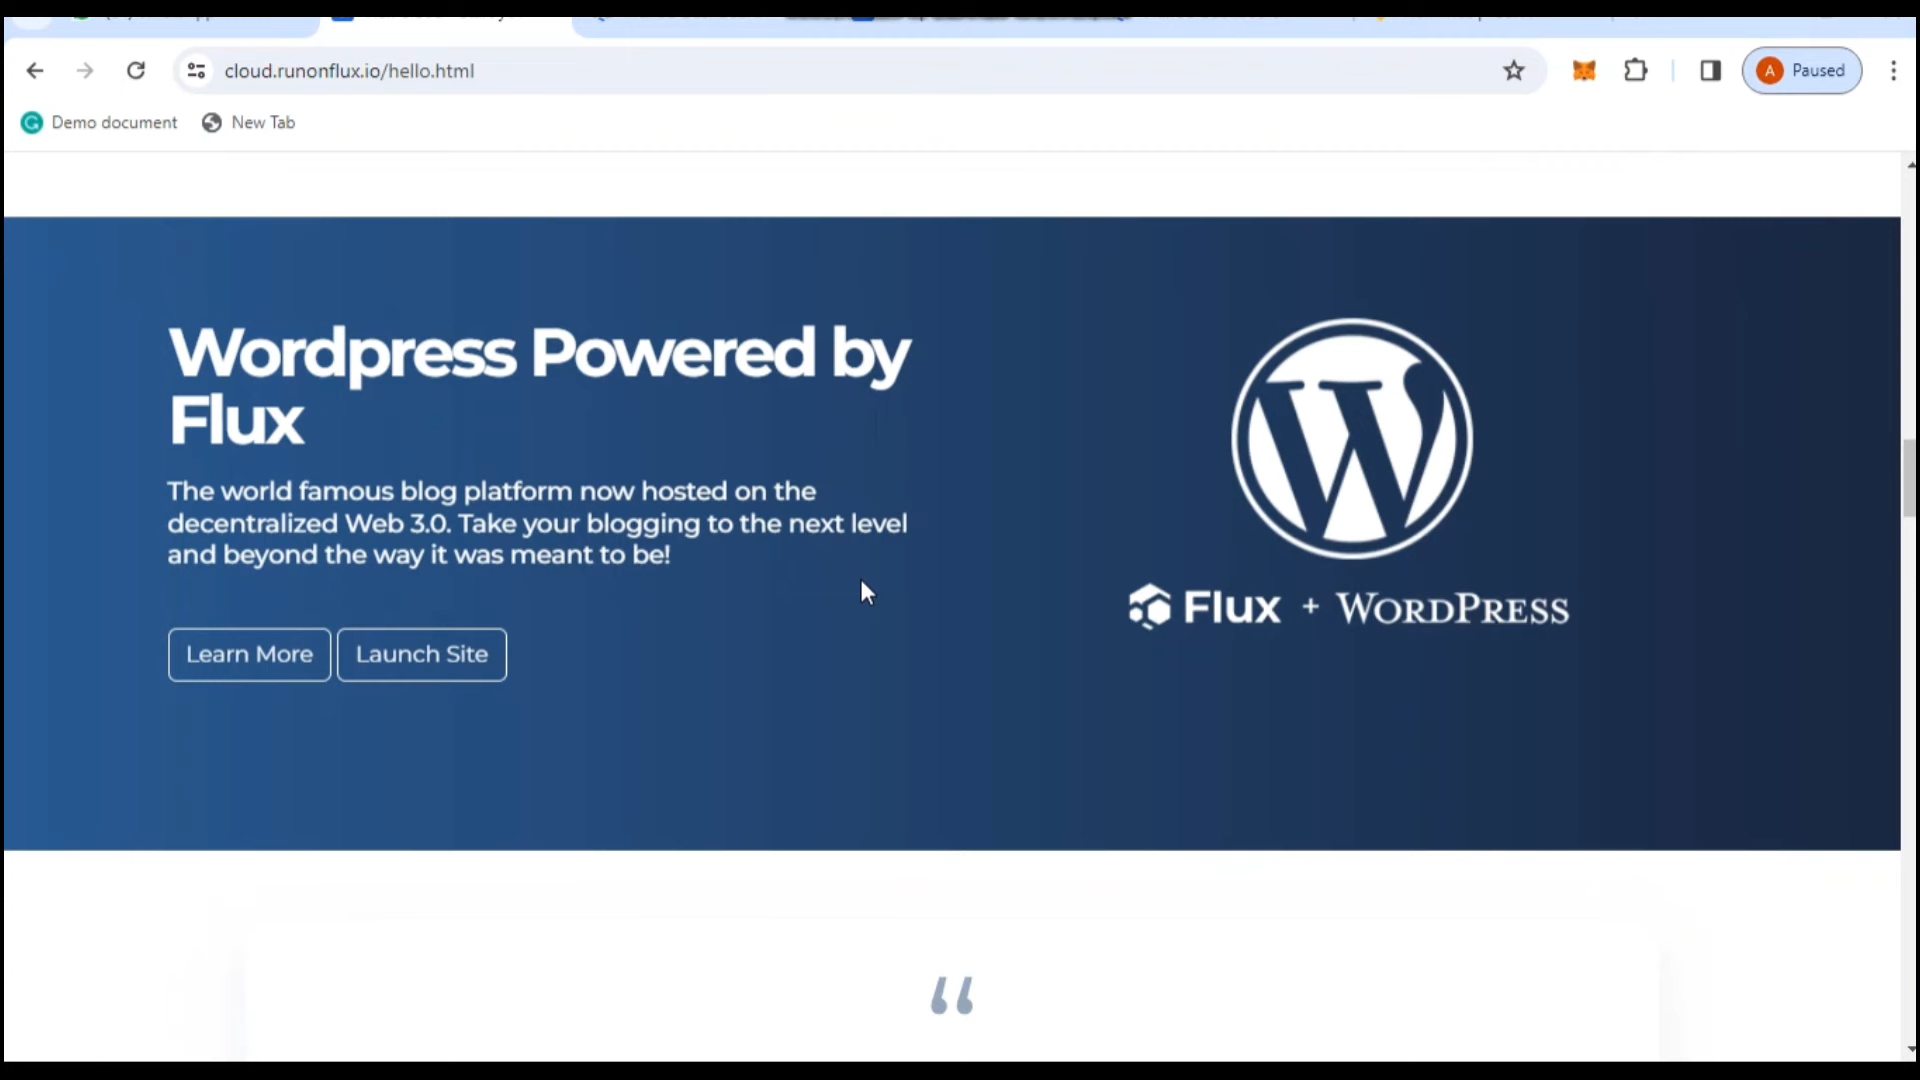 cloud.runonflux.io/hello.html
A Paused
Demo document New Tab
Wordpress Powered by
Flux
The world famous blog platform now hosted on the
decentralized Web 3.0. Take your blogging to the next level
and beyond the way it was meant to be!
Learn More Launch Site
Flux + WORDPRESS
“